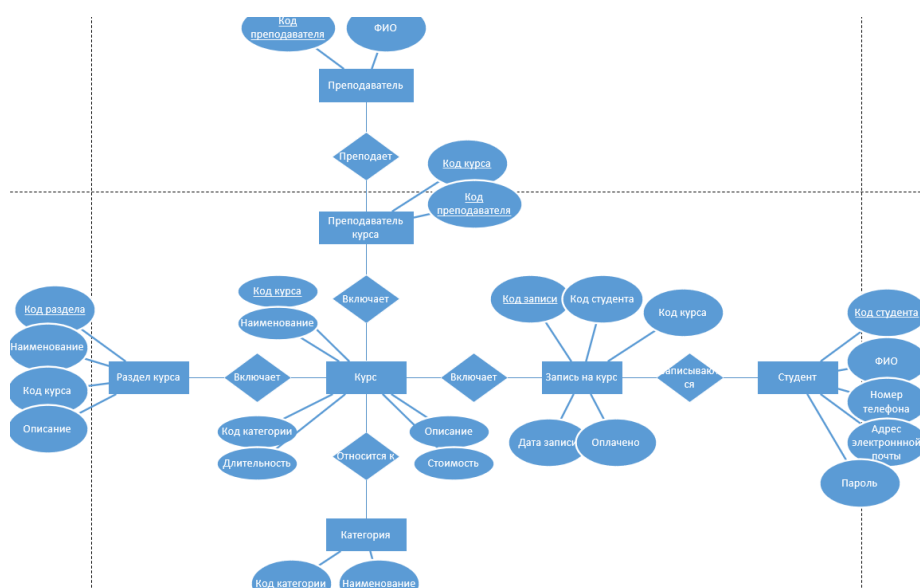 Код
преподавателя
ФИО
Преподаватель
Преподает
Код курса
Код
преподавателя
Преподаватель
курса
Код курса
Включает
Код записи
Код студента
Код раздела
Наименование
Код курса
Код студента
Наименование
ФИО
Раздел курса
Включает
Курс
Включает
Запись на курс
Записываю
ся
Студент
Код курса
Номер
телефона
Описание
Код категории
Описание
Дата записи
Оплачено
Адрес
электроннной
почты
Длительность
Относится к
Стоимость
Пароль
Категория
Код категории
Наименование